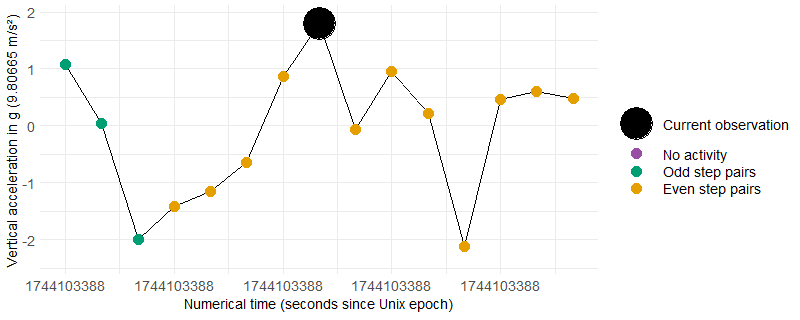 Vertical acceleration in g (9.80665 m/s²)
2
1
0
-1
-2
1744103388 1744103388 1744103388 1744103388 1744103388
Numerical time (seconds since Unix epoch)
Current observation
No activity
Odd step pairs
Even step pairs